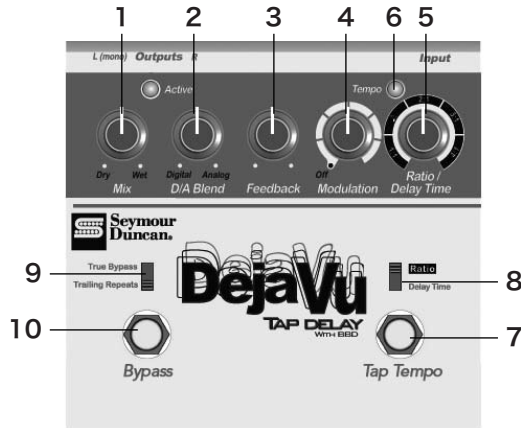 1 2 3 4 6 5
L (mono) Outputs R Input
Active Tempo
Dry Wet Digital Analog Off
Mix D/A Blend Feedback Modulation Ratio / Delay Time
Seymour Duncan®
True Bypass
Trailing Repeats
9
Deja Vu
TAP DELAY
WITH BBD
Ratio
Delay Time
8
10
Bypass
7
Tap Tempo